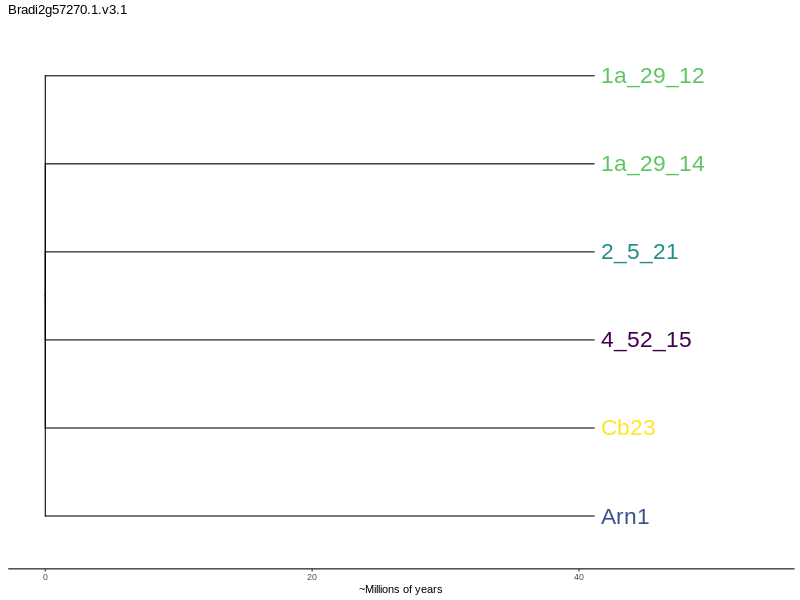 Bradi2g57270.1.v3.1
1a_29_12
1a_29_14
2_5_21
4_52_15
Cb23
Arn1
0 20 40
~Millions of years